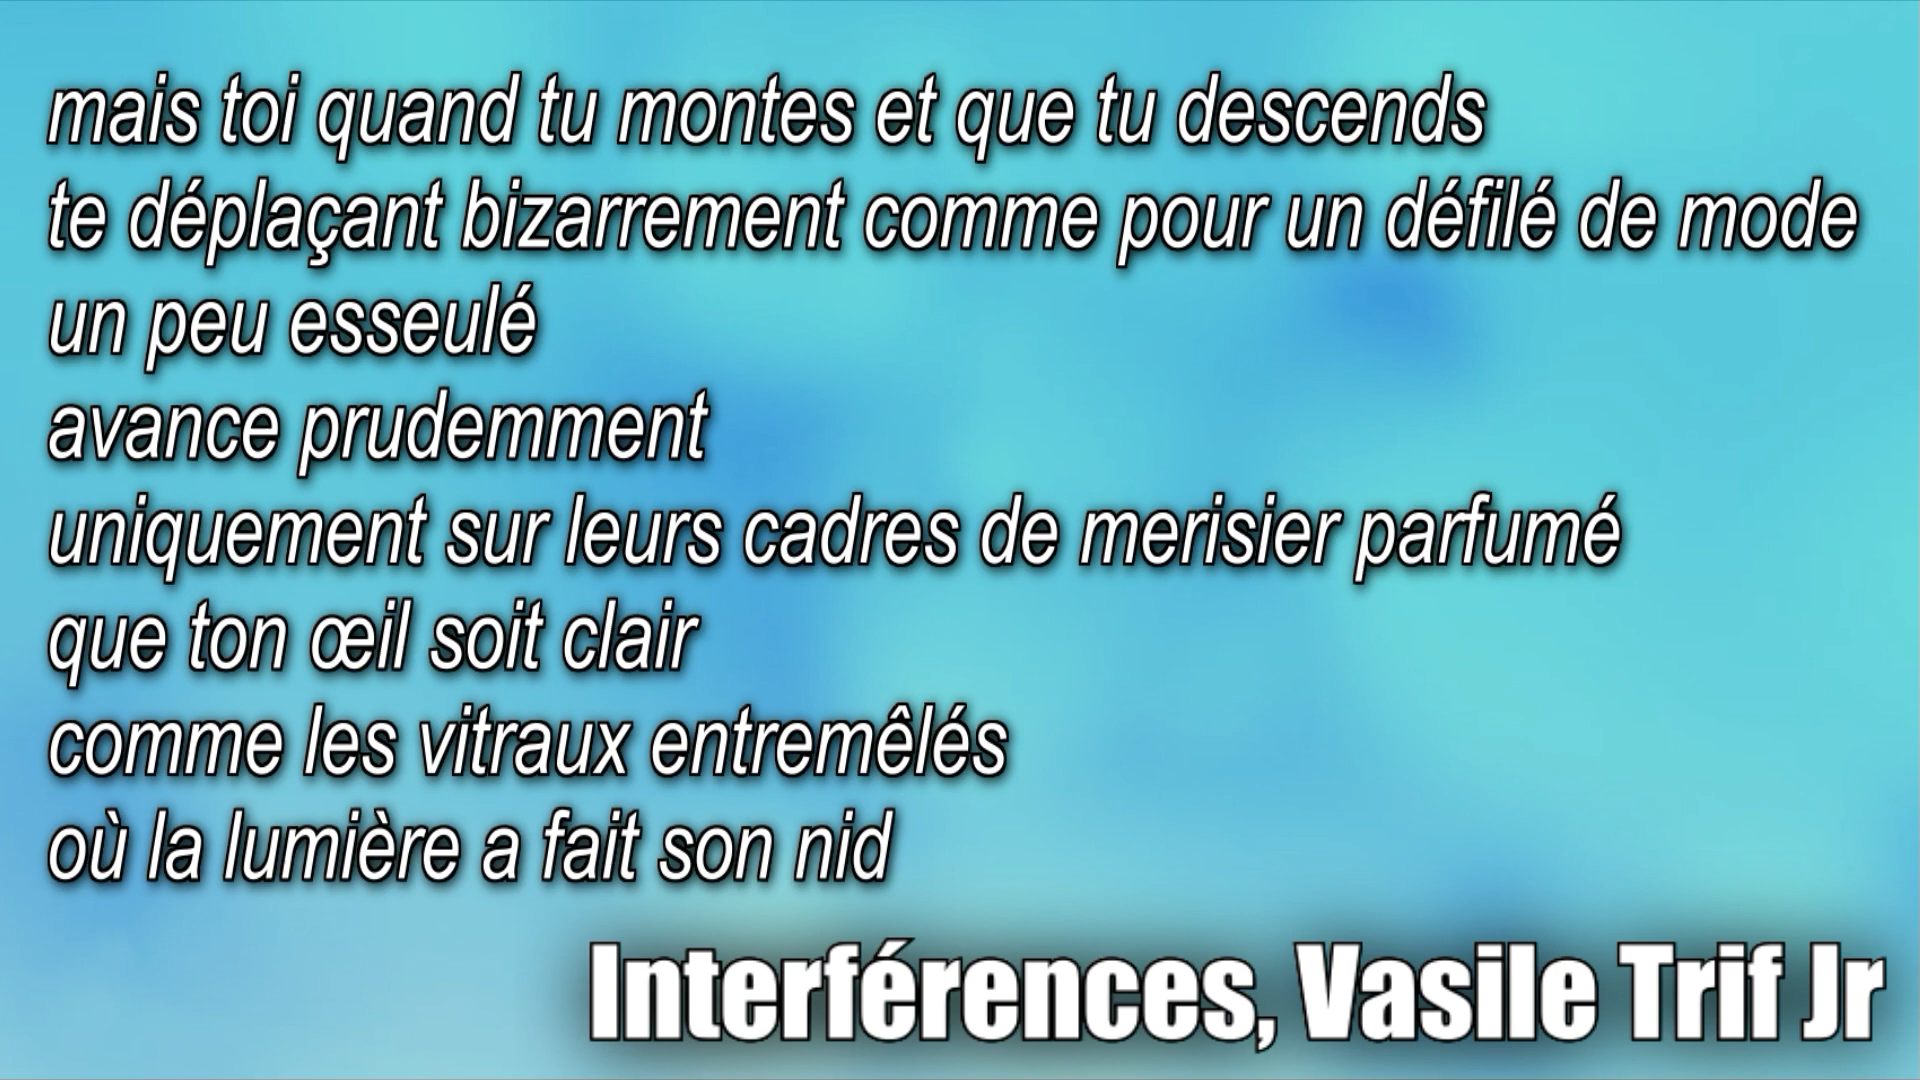 mais toi quand tu montes et que tu descends
te déplaçant bizarrement comme pour un défilé de mode
un peu esseulé
avance prudemment
uniquement sur leurs cadres de merisier parfumé
que ton œil soit clair
comme les vitraux entremêlés
où la lumière a fait son nid
Interférences, Vasile Trif Jr